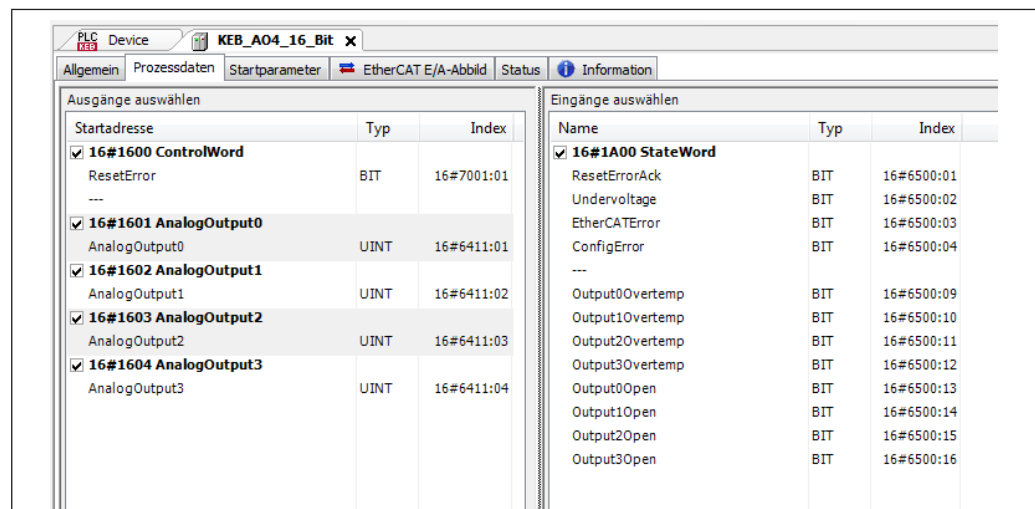 PLC KEB Device KEB_AO4_16_Bit x
Allgemein Prozessdaten Startparameter EtherCAT E/A-Abbild Status Information
Ausgänge auswählen
Startadresse Typ Index
16#1600 ControlWord
ResetError BIT 16#7001:01
---
16#1601 AnalogOutput0
AnalogOutput0 UINT 16#6411:01
16#1602 AnalogOutput1
AnalogOutput1 UINT 16#6411:02
16#1603 AnalogOutput2
AnalogOutput2 UINT 16#6411:03
16#1604 AnalogOutput3
AnalogOutput3 UINT 16#6411:04
Eingänge auswählen
Name Typ Index
16#1A00 StateWord
ResetErrorAck BIT 16#6500:01
Undervoltage BIT 16#6500:02
EtherCATError BIT 16#6500:03
ConfigError BIT 16#6500:04
---
Output0Overtemp BIT 16#6500:09
Output1Overtemp BIT 16#6500:10
Output2Overtemp BIT 16#6500:11
Output3Overtemp BIT 16#6500:12
Output0Open BIT 16#6500:13
Output1Open BIT 16#6500:14
Output2Open BIT 16#6500:15
Output3Open BIT 16#6500:16